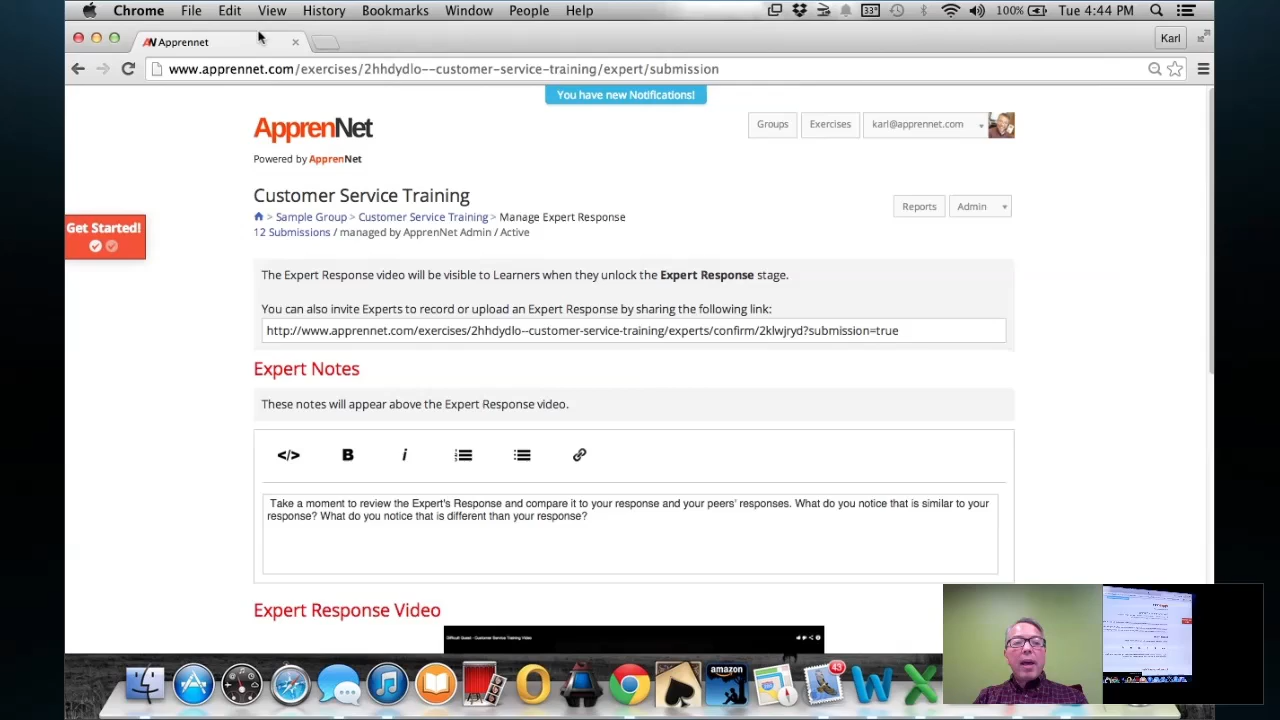 Chrome File Edit View History Bookmarks Window People Help 33° 100% Tue 4:44 PM
Apprennet
Karl
www.apprennet.com/exercises/2hhdydlo--customer-service-training/expert/submission
You have new Notifications!
ApprenNet
Groups Exercises karl@apprennet.com
Powered by ApprenNet
Customer Service Training
Reports Admin
> Sample Group > Customer Service Training > Manage Expert Response
Get Started!
12 Submissions / managed by ApprenNet Admin / Active
The Expert Response video will be visible to Learners when they unlock the Expert Response stage.
You can also invite Experts to record or upload an Expert Response by sharing the following link:
http://www.apprennet.com/exercises/2hhdydlo--customer-service-training/experts/confirm/2klwjryd?submission=true
Expert Notes
These notes will appear above the Expert Response video.
</> B i
Take a moment to review the Expert's Response and compare it to your response and your peers' responses. What do you notice that is similar to your
response? What do you notice that is different than your response?
Expert Response Video
Difficult Guest - Customer Service Training Video
amazon
43